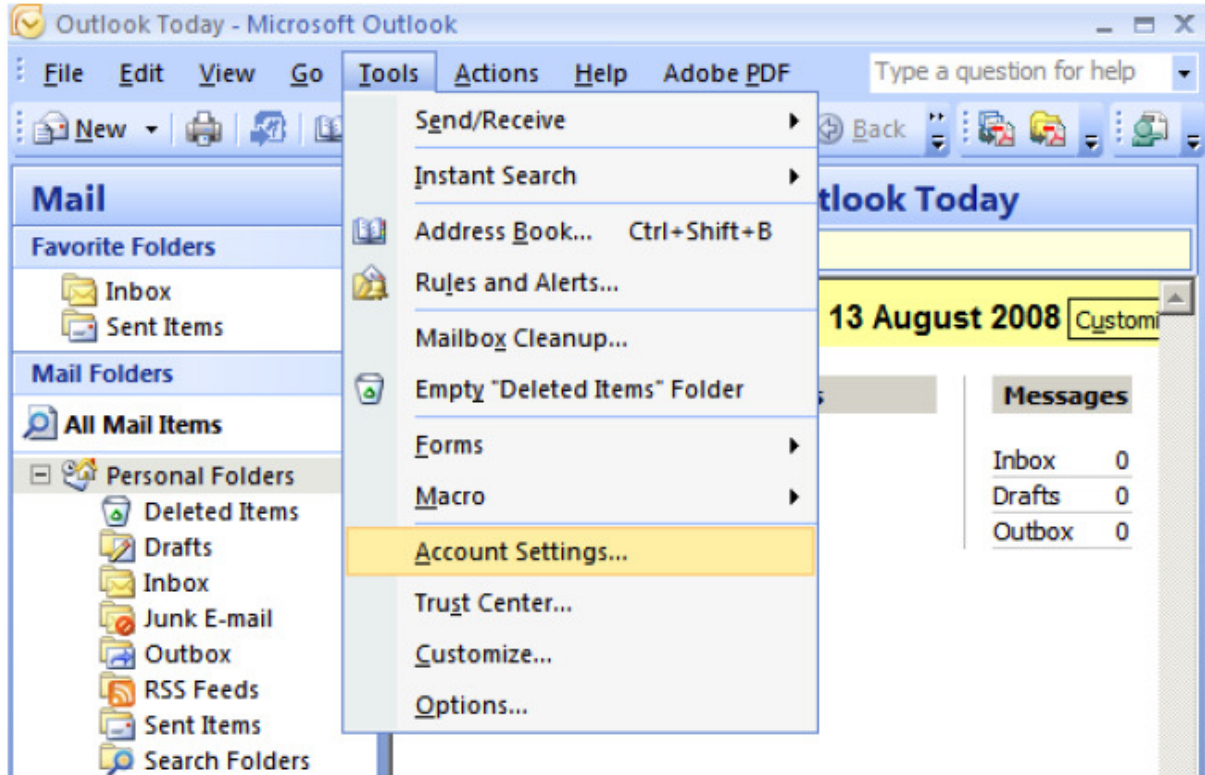 Outlook Today - Microsoft Outlook
File Edit View Go Tools Actions Help Adobe PDF Type a question for help
New Back
Send/Receive
Instant Search
Address Book... Ctrl+Shift+B
Rules and Alerts...
Mailbox Cleanup...
Empty "Deleted Items" Folder
Forms
Macro
Account Settings...
Trust Center...
Customize...
Options...
Mail
Favorite Folders
Inbox
Sent Items
Mail Folders
All Mail Items
Personal Folders
Deleted Items
Drafts
Inbox
Junk E-mail
Outbox
RSS Feeds
Sent Items
Search Folders
tlook Today
13 August 2008 Customi
s Messages
Inbox 0
Drafts 0
Outbox 0